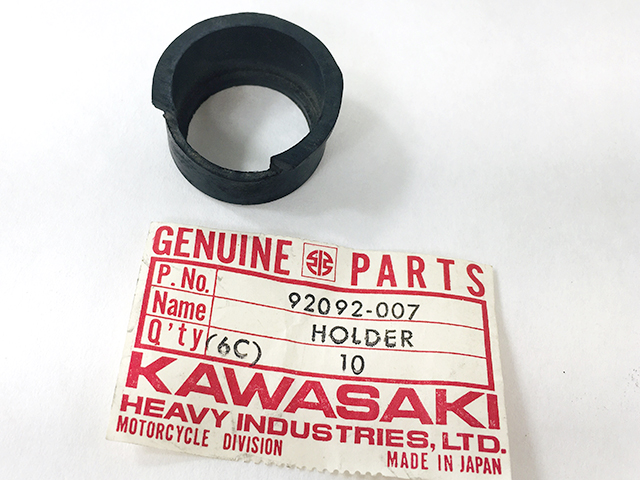 GENUINE PARTS
P. No. 92092-007
Name HOLDER
Q'ty (6C) 10
KAWASAKI
HEAVY INDUSTRIES, LTD.
MOTORCYCLE DIVISION MADE IN JAPAN